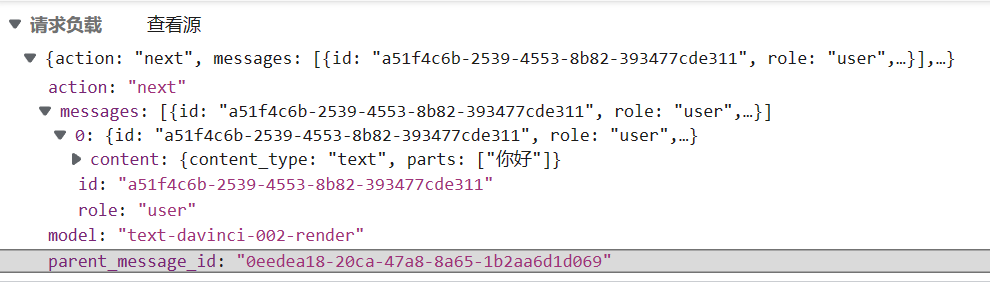 请求负载 查看源
{action: "next", messages: [{id: "a51f4c6b-2539-4553-8b82-393477cde311", role: "user",…}],…}
action: "next"
messages: [{id: "a51f4c6b-2539-4553-8b82-393477cde311", role: "user",…}]
0: {id: "a51f4c6b-2539-4553-8b82-393477cde311", role: "user",…}
content: {content_type: "text", parts: ["你好"]}
id: "a51f4c6b-2539-4553-8b82-393477cde311"
role: "user"
model: "text-davinci-002-render"
parent_message_id: "0eedea18-20ca-47a8-8a65-1b2aa6d1d069"